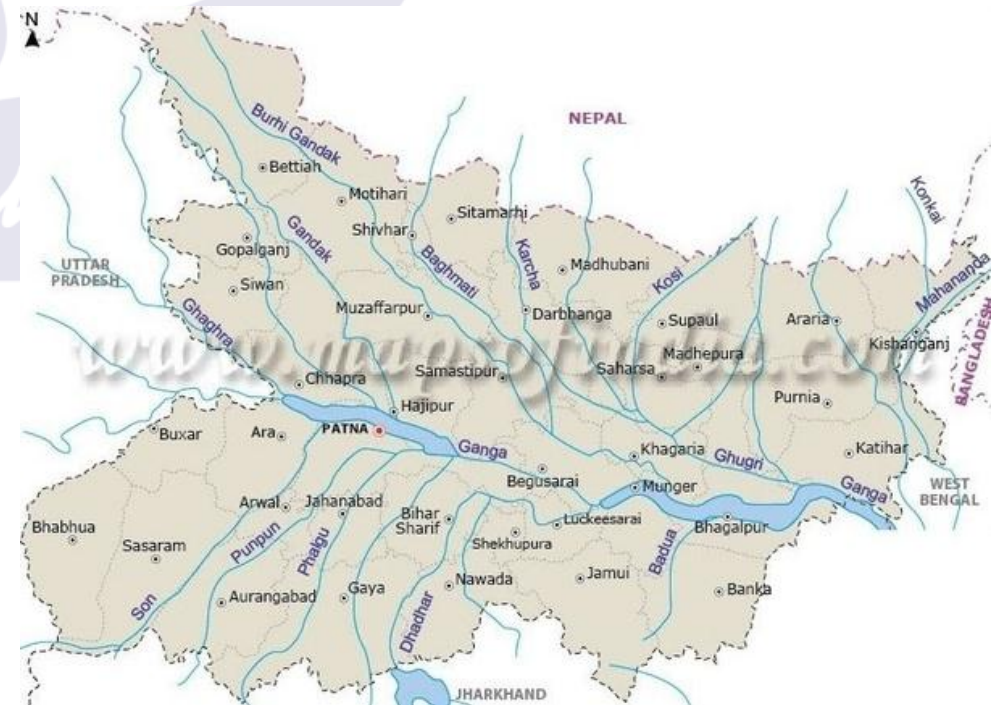 N
NEPAL
Burhi Gandak
Bettiah
Motihari
Konkai
Sitamarhi
Shivhar
Gopalganj
Gandak
Baghmati
Karcha
Madhubani
Kosi
Mahananda
UTTAR
PRADESH
Siwan
Ghaghra
Muzaffarpur
Darbhanga
Supaul
Araria
Kishanganj
BANGLADESH
www.mapsofindia.com
Madhepura
Saharsa
Samastipur
Chhapra
Hajipur
Purnia
Buxar
Ara
PATNA
Ganga
Khagaria
Ghugri
Katihar
Begusarai
Munger
Ganga
WEST
BENGAL
Arwal
Jahanabad
Bihar
Sharif
Luckeesarai
Bhagalpur
Bhabhua
Sasaram
Punpun
Phalgu
Shekhupura
Badua
Son
Aurangabad
Gaya
Dhadhar
Nawada
Jamui
Banka
JHARKHAND